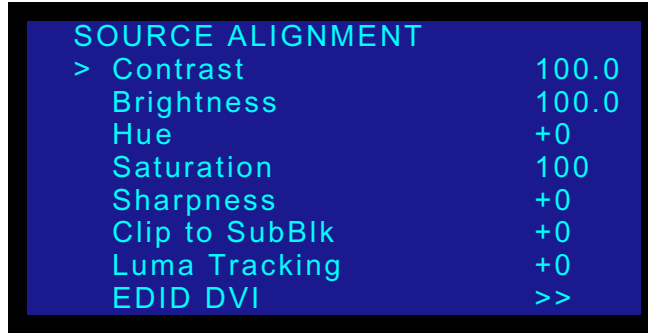 SOURCE ALIGNMENT
> Contrast 100.0
Brightness 100.0
Hue +0
Saturation 100
Sharpness +0
Clip to SubBlk +0
Luma Tracking +0
EDID DVI >>